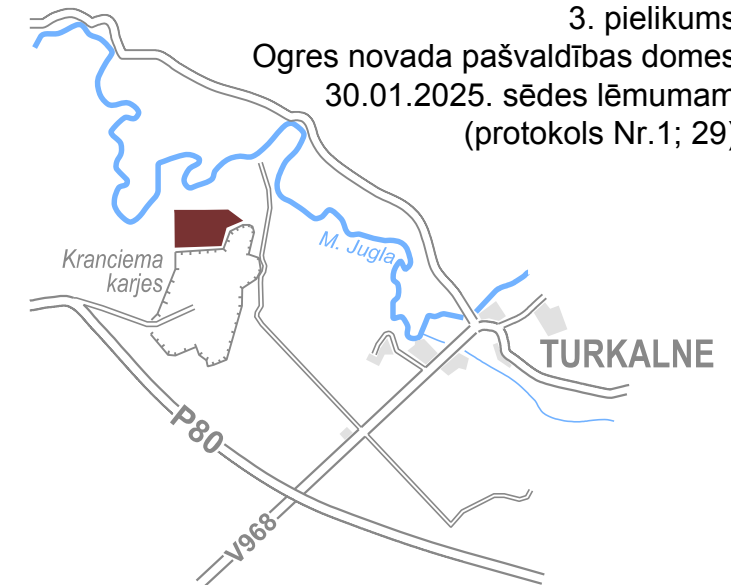 3. pielikums
Ogres novada pašvaldības domes
30.01.2025. sēdes lēmumam
(protokols Nr.1; 29)
M. Jugla
Kranciema
karjes
TURKALNE
P80
V968